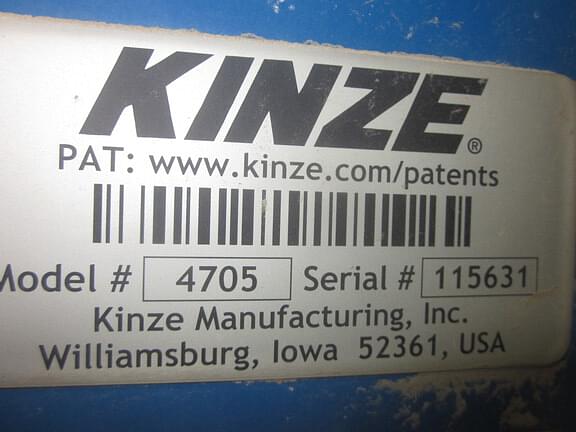 KINZE®
PAT: www.kinze.com/patents
Model # 4705 Serial # 115631
Kinze Manufacturing, Inc.
Williamsburg, Iowa 52361, USA